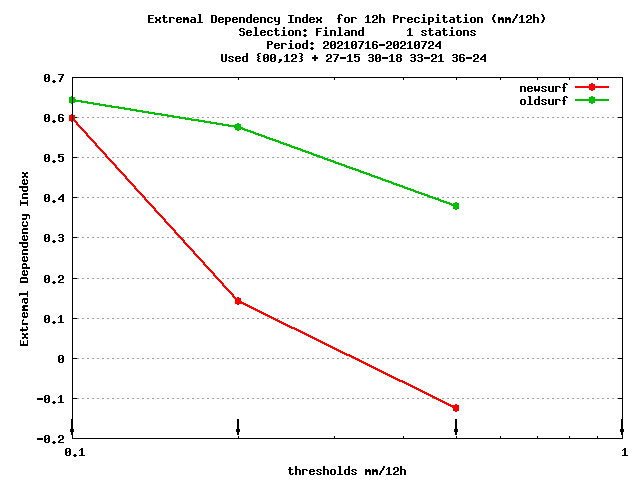 Extremal Dependency Index  for 12h Precipitation (mm/12h)
Selection: Finland      1 stations
Period: 20210716-20210724
Used {00,12} + 27-15 30-18 33-21 36-24
newsurf
oldsurf
Extremal Dependency Index
0.7
0.6
0.5
0.4
0.3
0.2
0.1
0
-0.1
-0.2
0.1 1
thresholds mm/12h